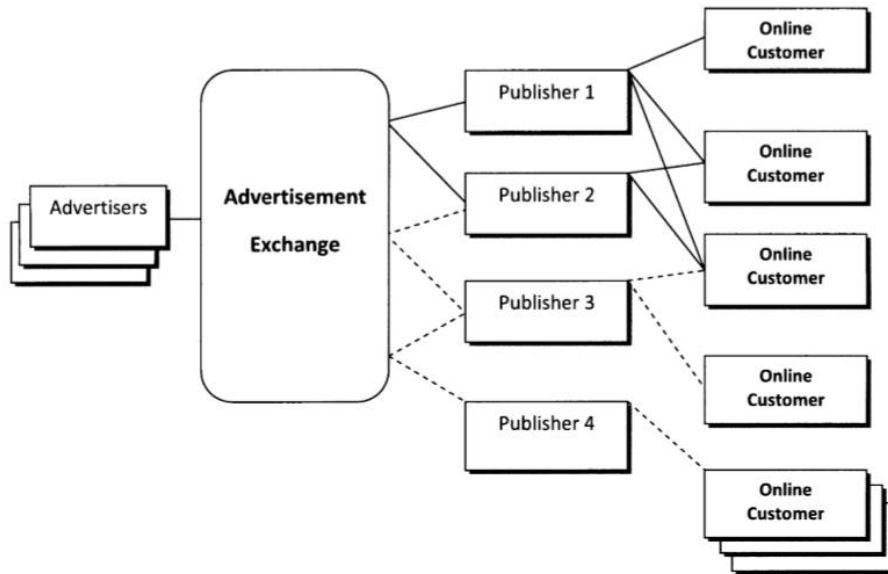 Advertisers
Advertisement
Exchange
Publisher 1
Publisher 2
Publisher 3
Publisher 4
Online
Customer
Online
Customer
Online
Customer
Online
Customer
Online
Customer